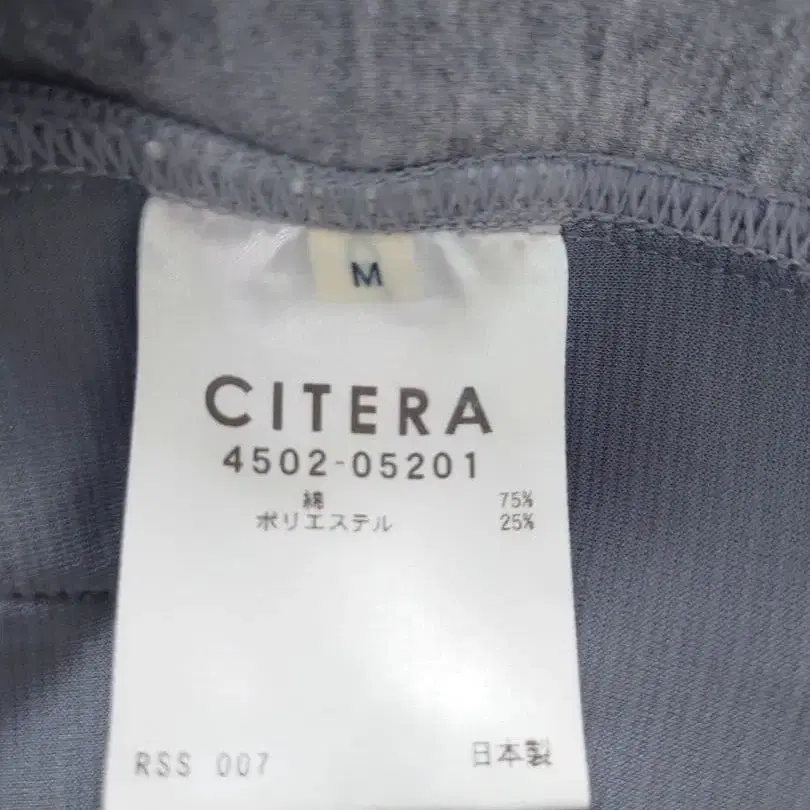 M
CITERA
4502-05201
綿 75%
ポリエステル 25%
RSS 007 日本製